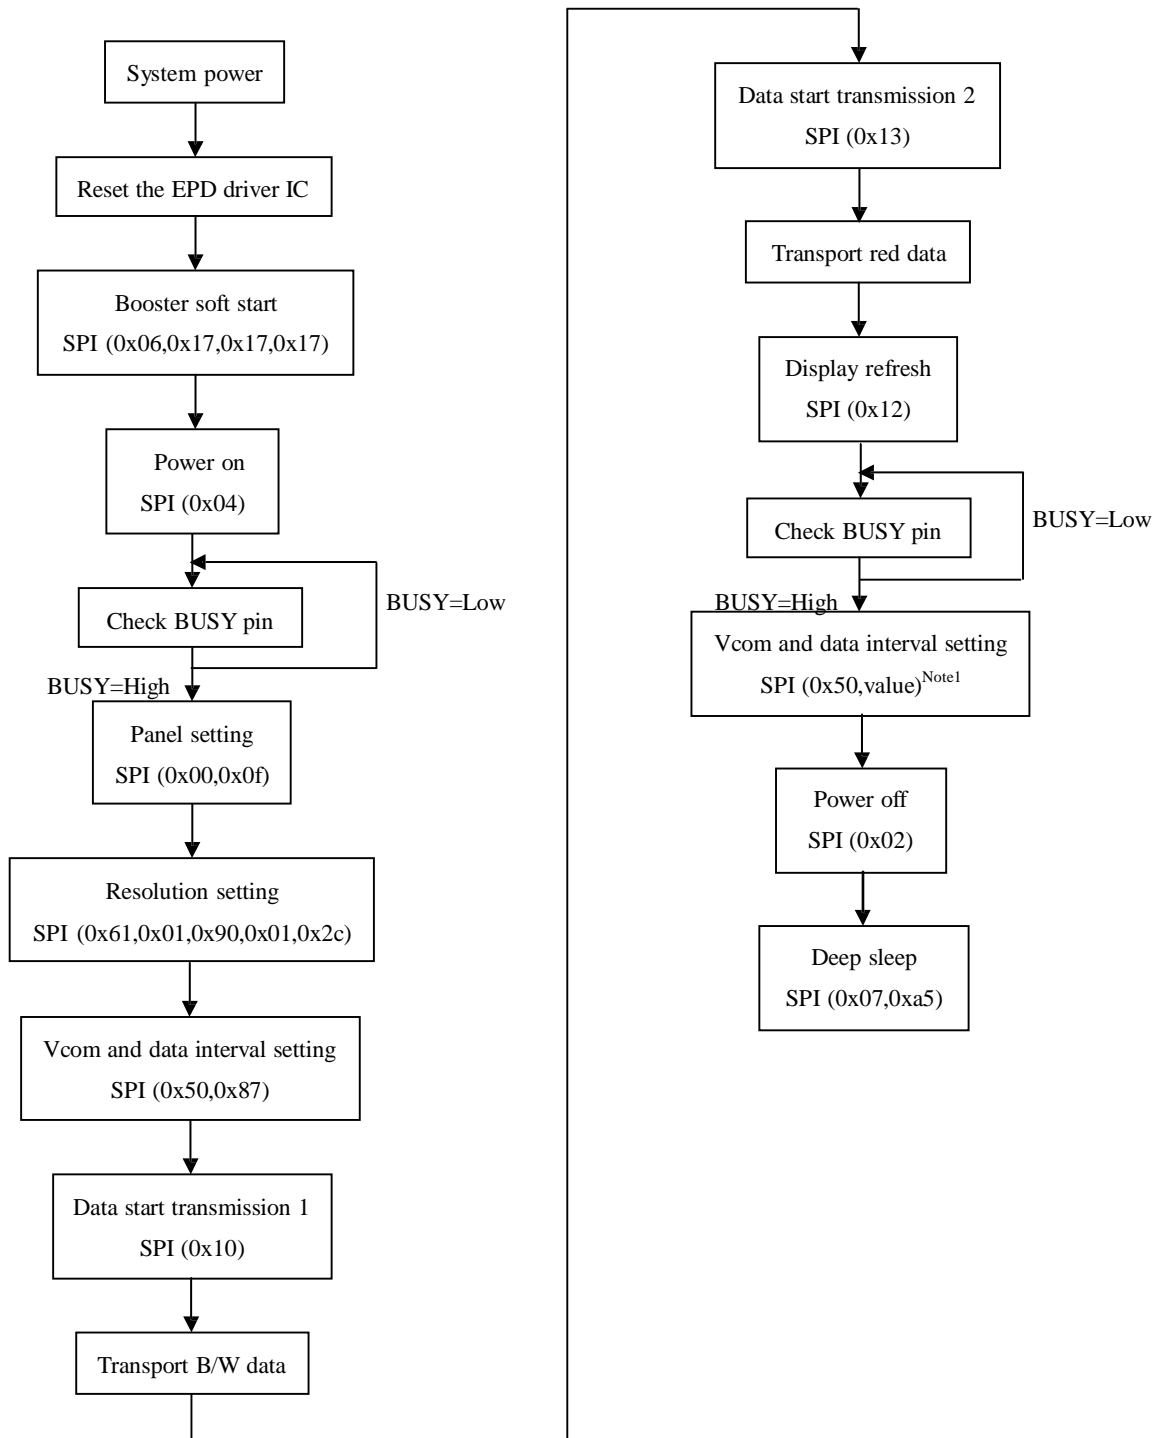 System power
Reset the EPD driver IC
Booster soft start
SPI (0x06,0x17,0x17,0x17)
Power on
SPI (0x04)
BUSY=Low
Check BUSY pin
BUSY=High
Panel setting
SPI (0x00,0x0f)
Resolution setting
SPI (0x61,0x01,0x90,0x01,0x2c)
Vcom and data interval setting
SPI (0x50,0x87)
Data start transmission 1
SPI (0x10)
Transport B/W data
Data start transmission 2
SPI (0x13)
Transport red data
Display refresh
SPI (0x12)
BUSY=Low
Check BUSY pin
BUSY=High
Vcom and data interval setting
SPI (0x50,value)Note1
Power off
SPI (0x02)
Deep sleep
SPI (0x07,0xa5)